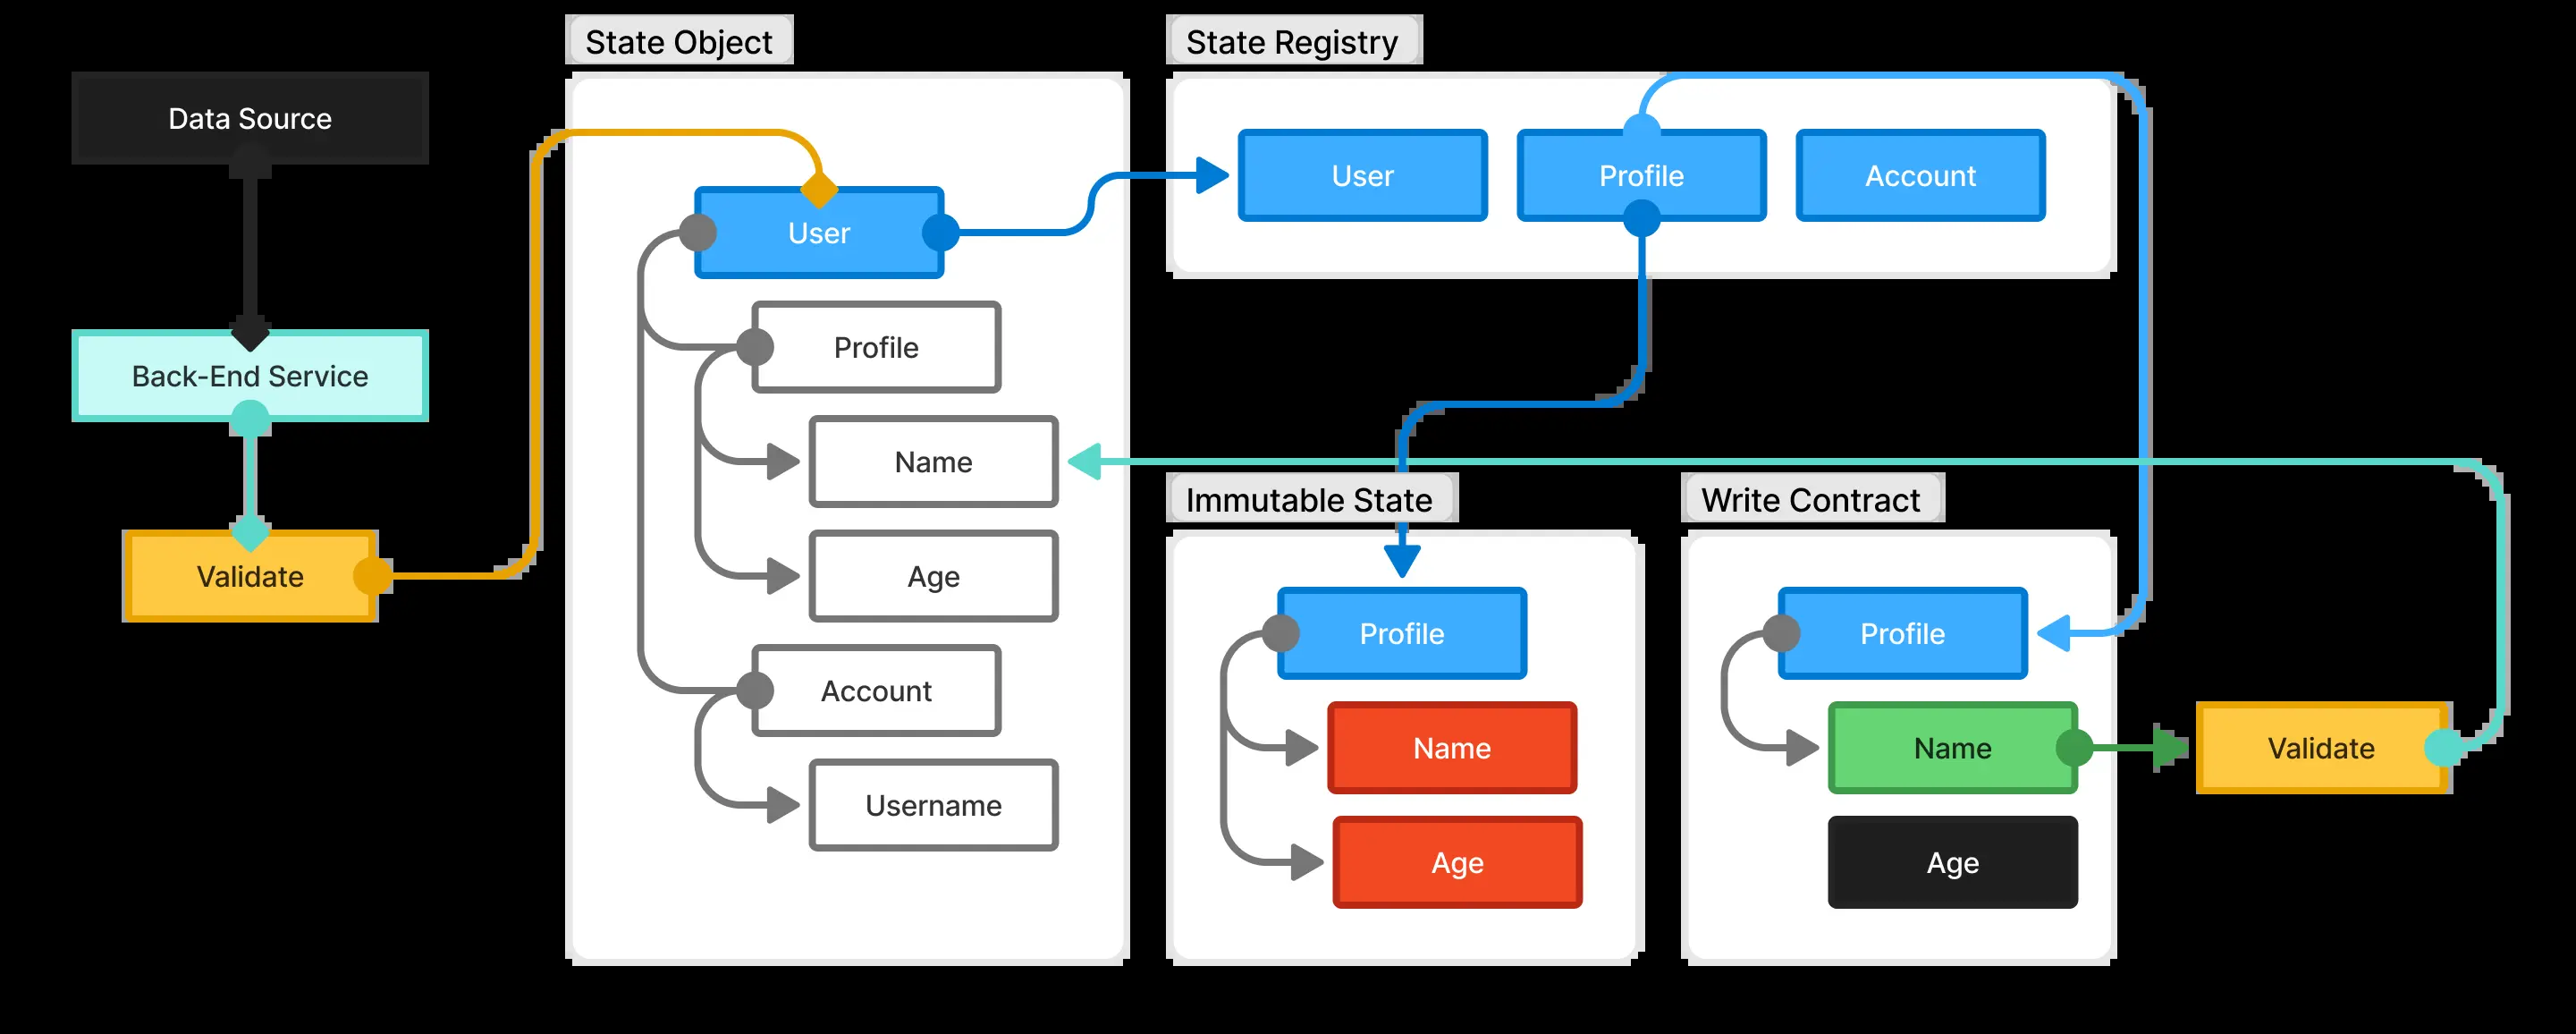 Data Source
Back-End Service
Validate
State Object
User
Profile
Name
Age
Account
Username
State Registry
User
Profile
Account
Immutable State
Profile
Name
Age
Write Contract
Profile
Name
Age
Validate